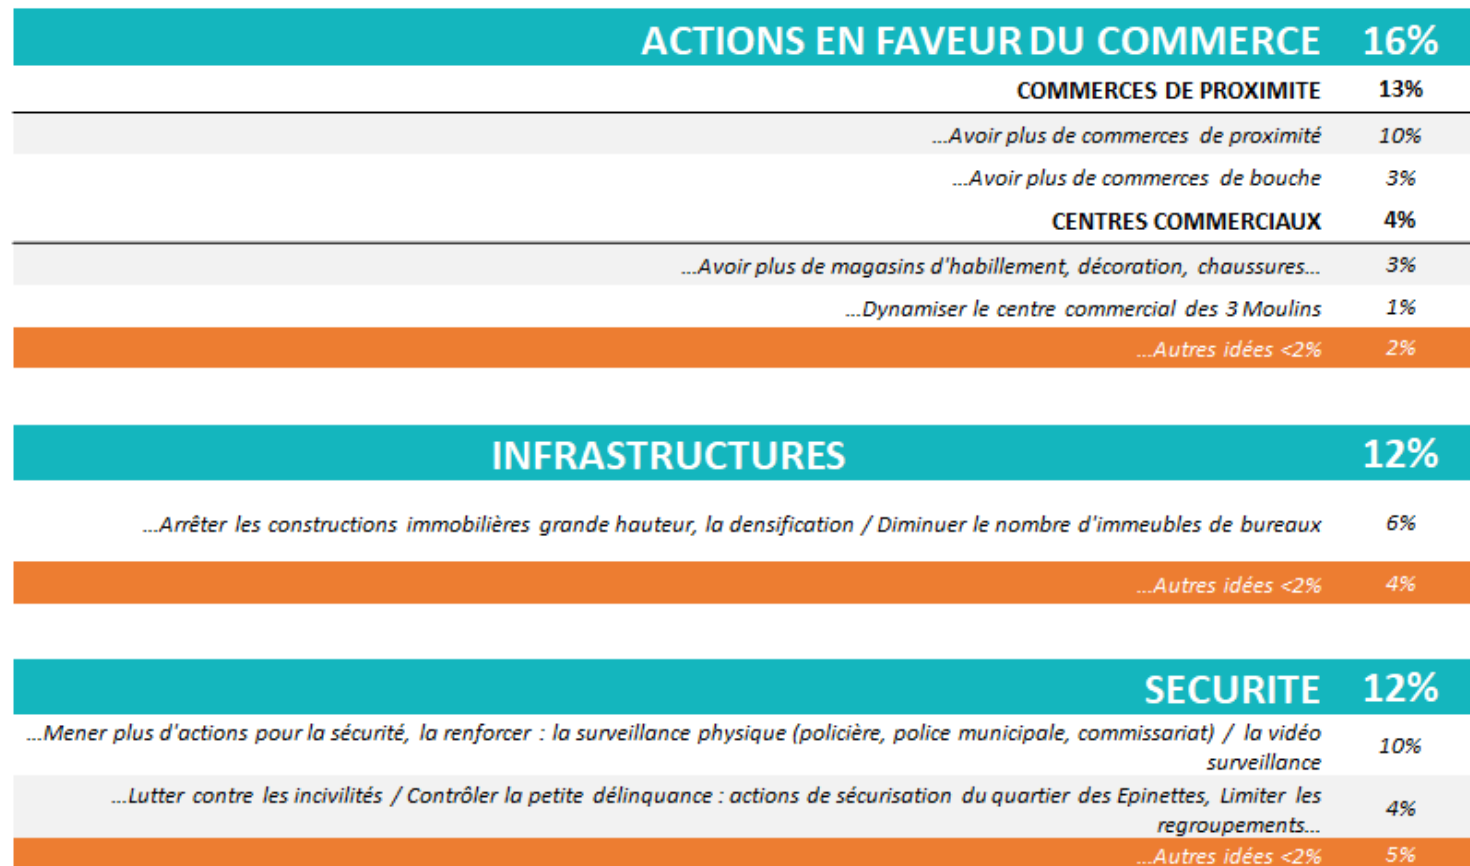 ACTIONS EN FAVEUR DU COMMERCE 16%
COMMERCES DE PROXIMITE 13%
...Avoir plus de commerces de proximité 10%
...Avoir plus de commerces de bouche 3%
CENTRES COMMERCIAUX 4%
...Avoir plus de magasins d'habillement, décoration, chaussures... 3%
...Dynamiser le centre commercial des 3 Moulins 1%
...Autres idées <2% 2%
INFRASTRUCTURES 12%
...Arrêter les constructions immobilières grande hauteur, la densification / Diminuer le nombre d'immeubles de bureaux 6%
...Autres idées <2% 4%
SECURITE 12%
...Mener plus d'actions pour la sécurité, la renforcer : la surveillance physique (policière, police municipale, commissariat) / la vidéo
surveillance 10%
...Lutter contre les incivilités / Contrôler la petite délinquance : actions de sécurisation du quartier des Epinettes, Limiter les
regroupements... 4%
...Autres idées <2% 5%